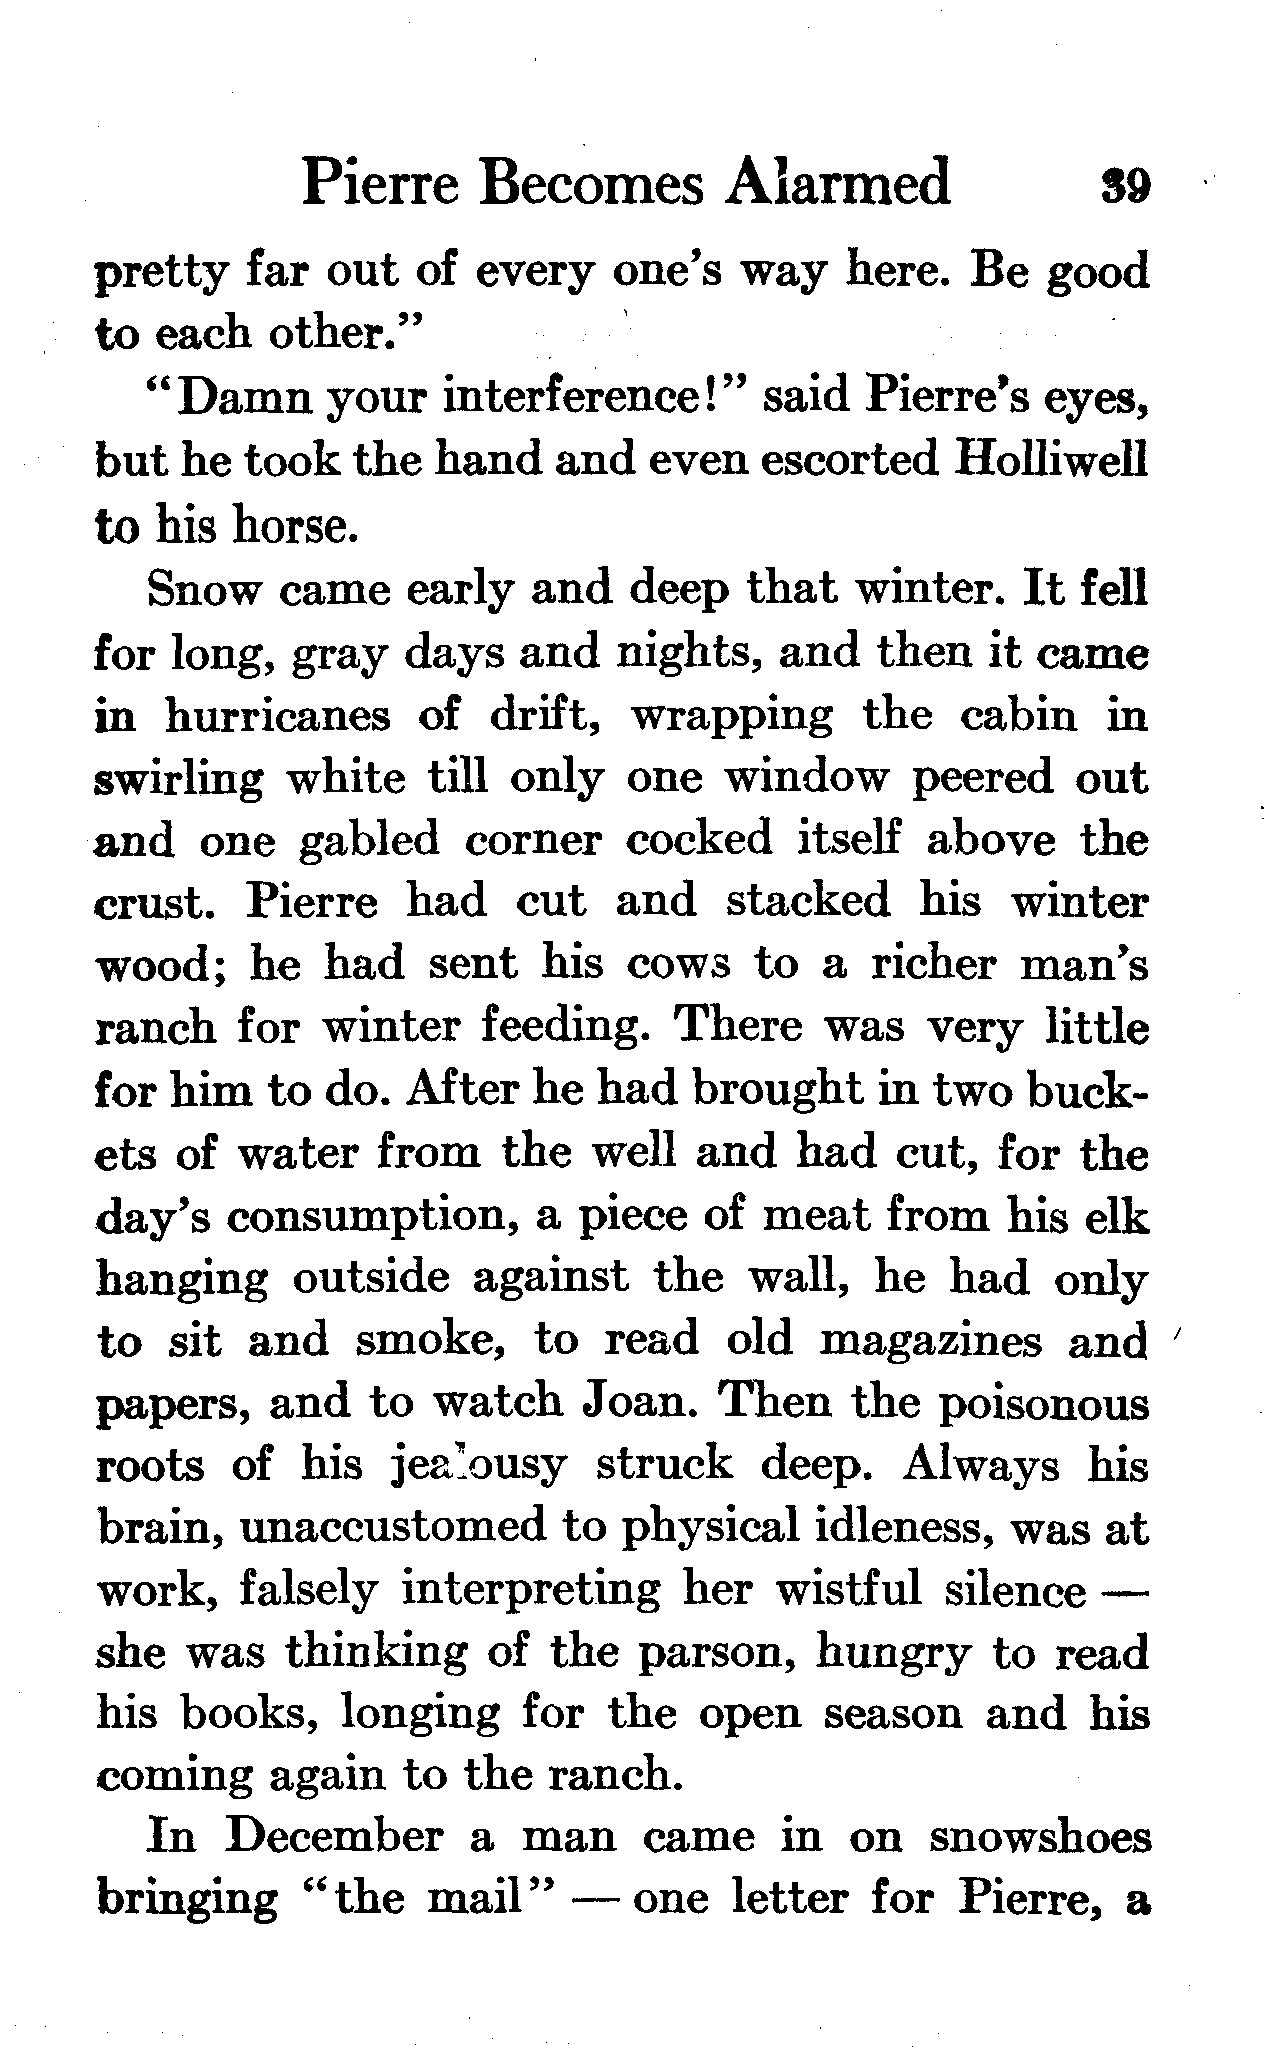 Pierre Becomes Alarmed 39
pretty far out of every one's way here. Be good
to each other."
"Damn your interference!" said Pierre's eyes,
but he took the hand and even escorted Holliwell
to his horse.
Snow came early and deep that winter. It fell
for long, gray days and nights, and then it came
in hurricanes of drift, wrapping the cabin in
swirling white till only one window peered out
and one gabled corner cocked itself above the
crust. Pierre had cut and stacked his winter
wood; he had sent his cows to a richer man's
ranch for winter feeding. There was very little
for him to do. After he had brought in two buck-
ets of water from the well and had cut, for the
day's consumption, a piece of meat from his elk
hanging outside against the wall, he had only
to sit and smoke, to read old magazines and
papers, and to watch Joan. Then the poisonous
roots of his jealousy struck deep. Always his
brain, unaccustomed to physical idleness, was at
work, falsely interpreting her wistful silence —
she was thinking of the parson, hungry to read
his books, longing for the open season and his
coming again to the ranch.
In December a man came in on snowshoes
bringing "the mail" — one letter for Pierre, a